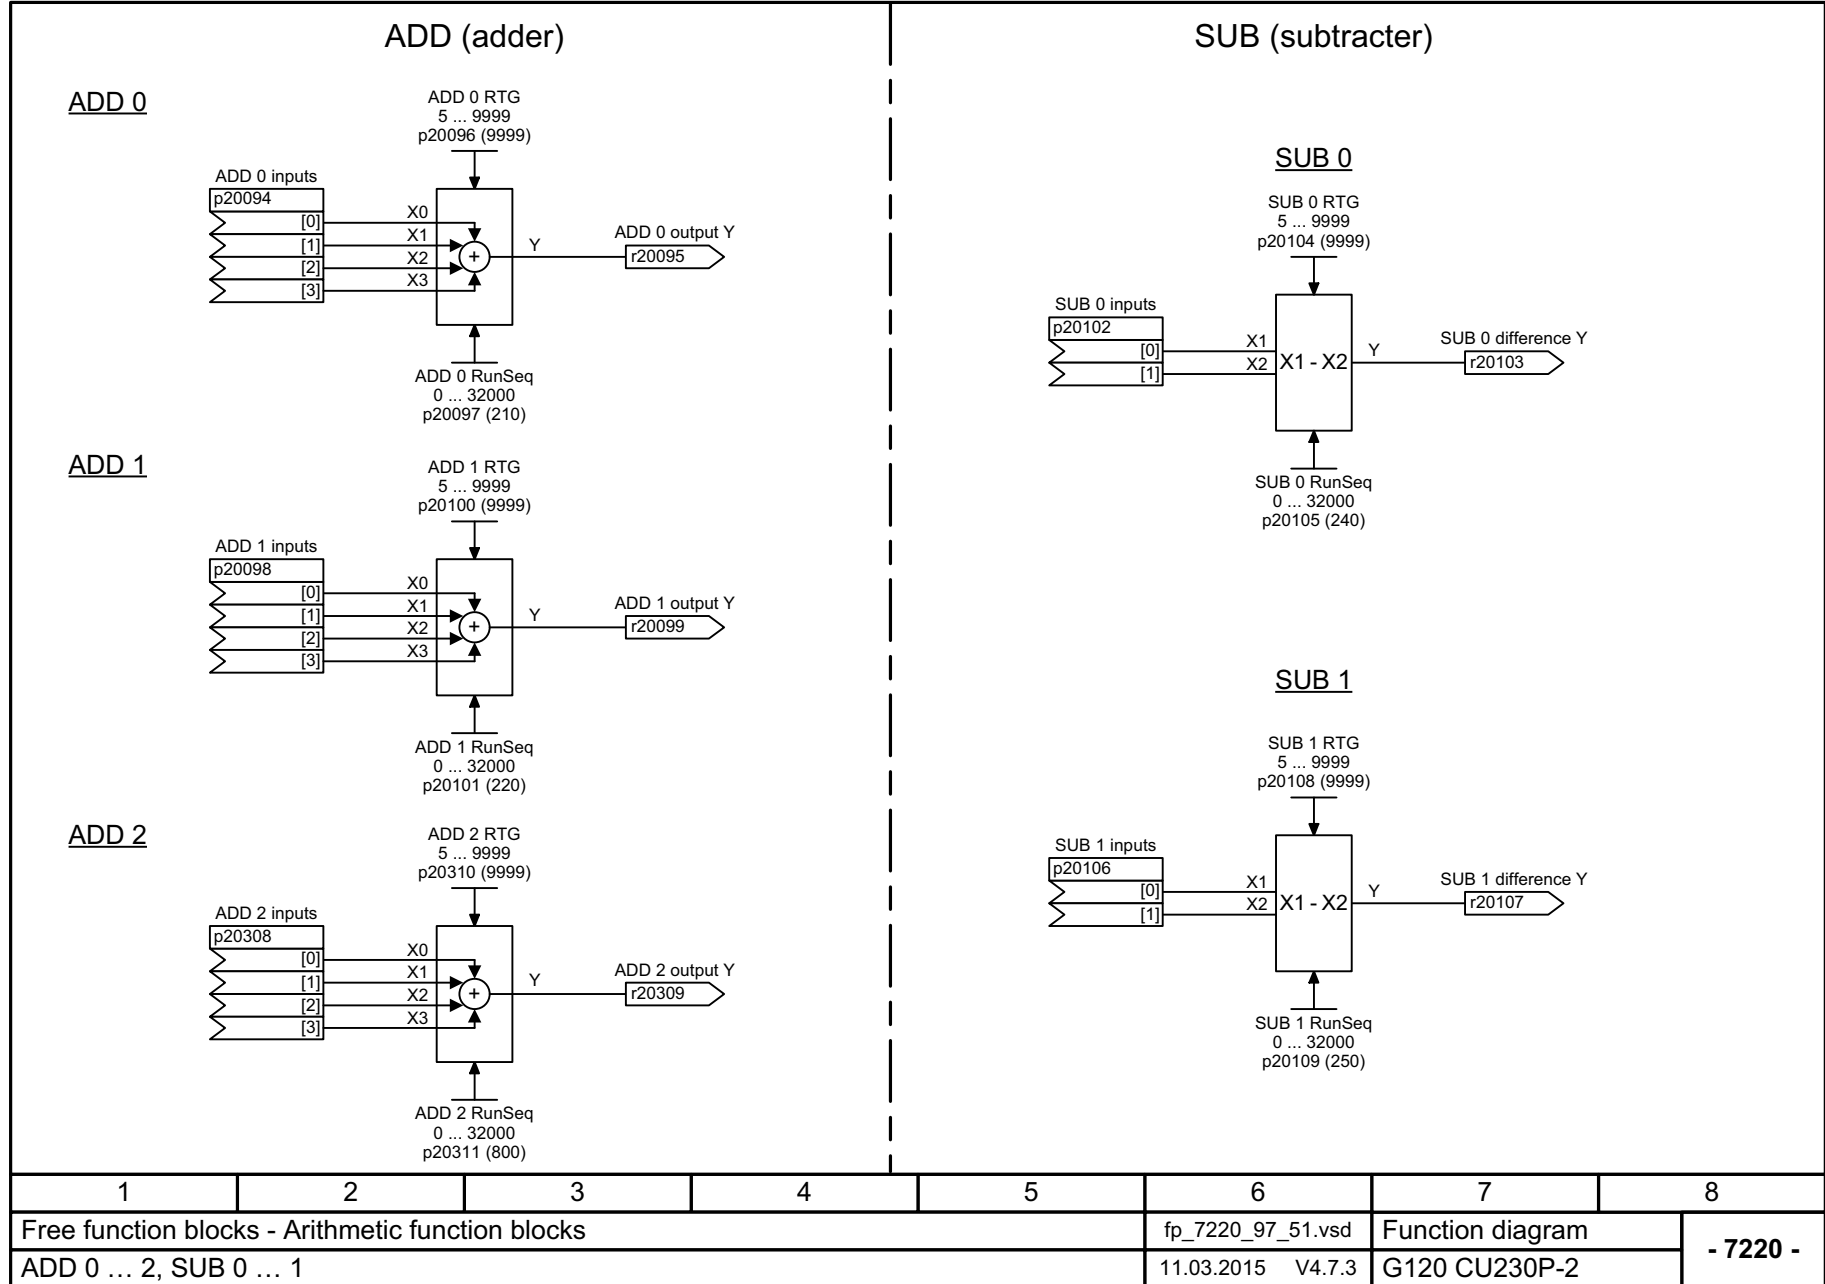 ADD (adder)
SUB (subtracter)
ADD 0
ADD 0 RTG
5 ... 9999
p20096 (9999)
ADD 0 inputs
p20094
[0]
[1]
[2]
[3]
X0
X1
X2
X3
+
Y
ADD 0 output Y
r20095
ADD 0 RunSeq
0 ... 32000
p20097 (210)
ADD 1
ADD 1 RTG
5 ... 9999
p20100 (9999)
ADD 1 inputs
p20098
[0]
[1]
[2]
[3]
X0
X1
X2
X3
+
Y
ADD 1 output Y
r20099
ADD 1 RunSeq
0 ... 32000
p20101 (220)
ADD 2
ADD 2 RTG
5 ... 9999
p20310 (9999)
ADD 2 inputs
p20308
[0]
[1]
[2]
[3]
X0
X1
X2
X3
+
Y
ADD 2 output Y
r20309
ADD 2 RunSeq
0 ... 32000
p20311 (800)
SUB 0
SUB 0 RTG
5 ... 9999
p20104 (9999)
SUB 0 inputs
p20102
[0]
[1]
X1
X2
X1 - X2
Y
SUB 0 difference Y
r20103
SUB 0 RunSeq
0 ... 32000
p20105 (240)
SUB 1
SUB 1 RTG
5 ... 9999
p20108 (9999)
SUB 1 inputs
p20106
[0]
[1]
X1
X2
X1 - X2
Y
SUB 1 difference Y
r20107
SUB 1 RunSeq
0 ... 32000
p20109 (250)
1 2 3 4 5 6 7 8
Free function blocks - Arithmetic function blocks
fp_7220_97_51.vsd
Function diagram
- 7220 -
ADD 0 … 2, SUB 0 … 1
11.03.2015 V4.7.3
G120 CU230P-2